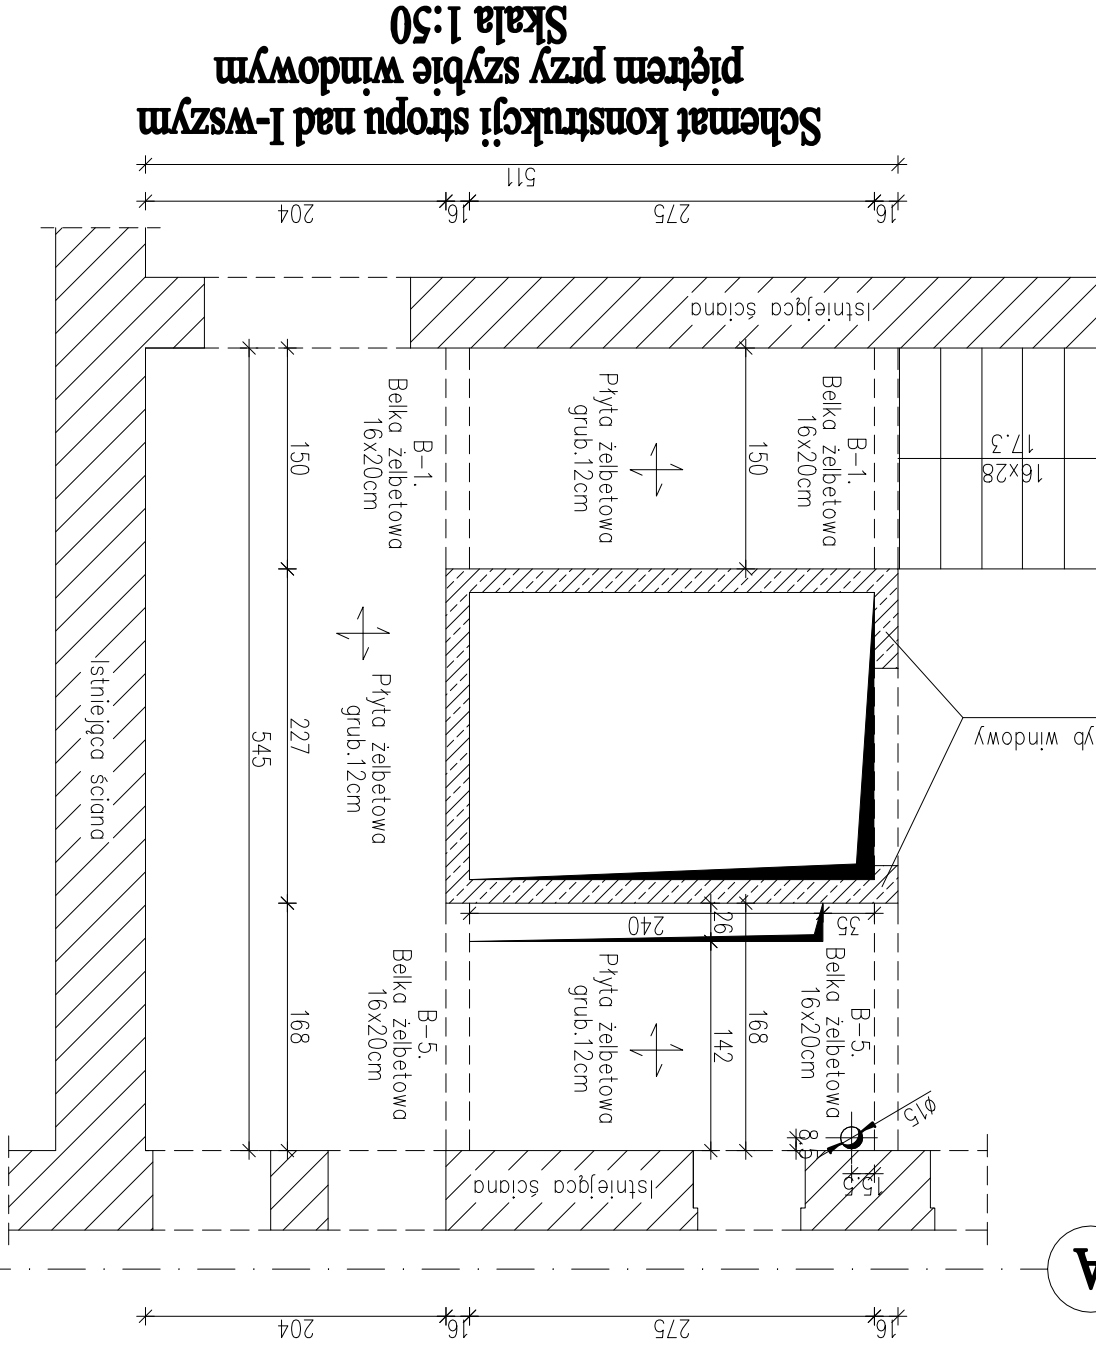 Schemat konstrukcji stropu nad I-wszym
piętrem przy szybie windowym
Skala 1:50
511
204
16
275
16
Istniejąca ściana
Istniejąca ściana
150
227
168
545
B-1.
Belka żelbetowa
16x20cm
Płyta żelbetowa
grub.12cm
150
B-1.
Belka żelbetowa
16x20cm
16x28
17.3
Płyta żelbetowa
grub.12cm
yb windowy
240
35
26
142
168
B-5.
Belka żelbetowa
16x20cm
Płyta żelbetowa
grub.12cm
B-5.
Belka żelbetowa
16x20cm
ø15
8.5
15.5
Istniejąca ściana
A
204
16
275
16